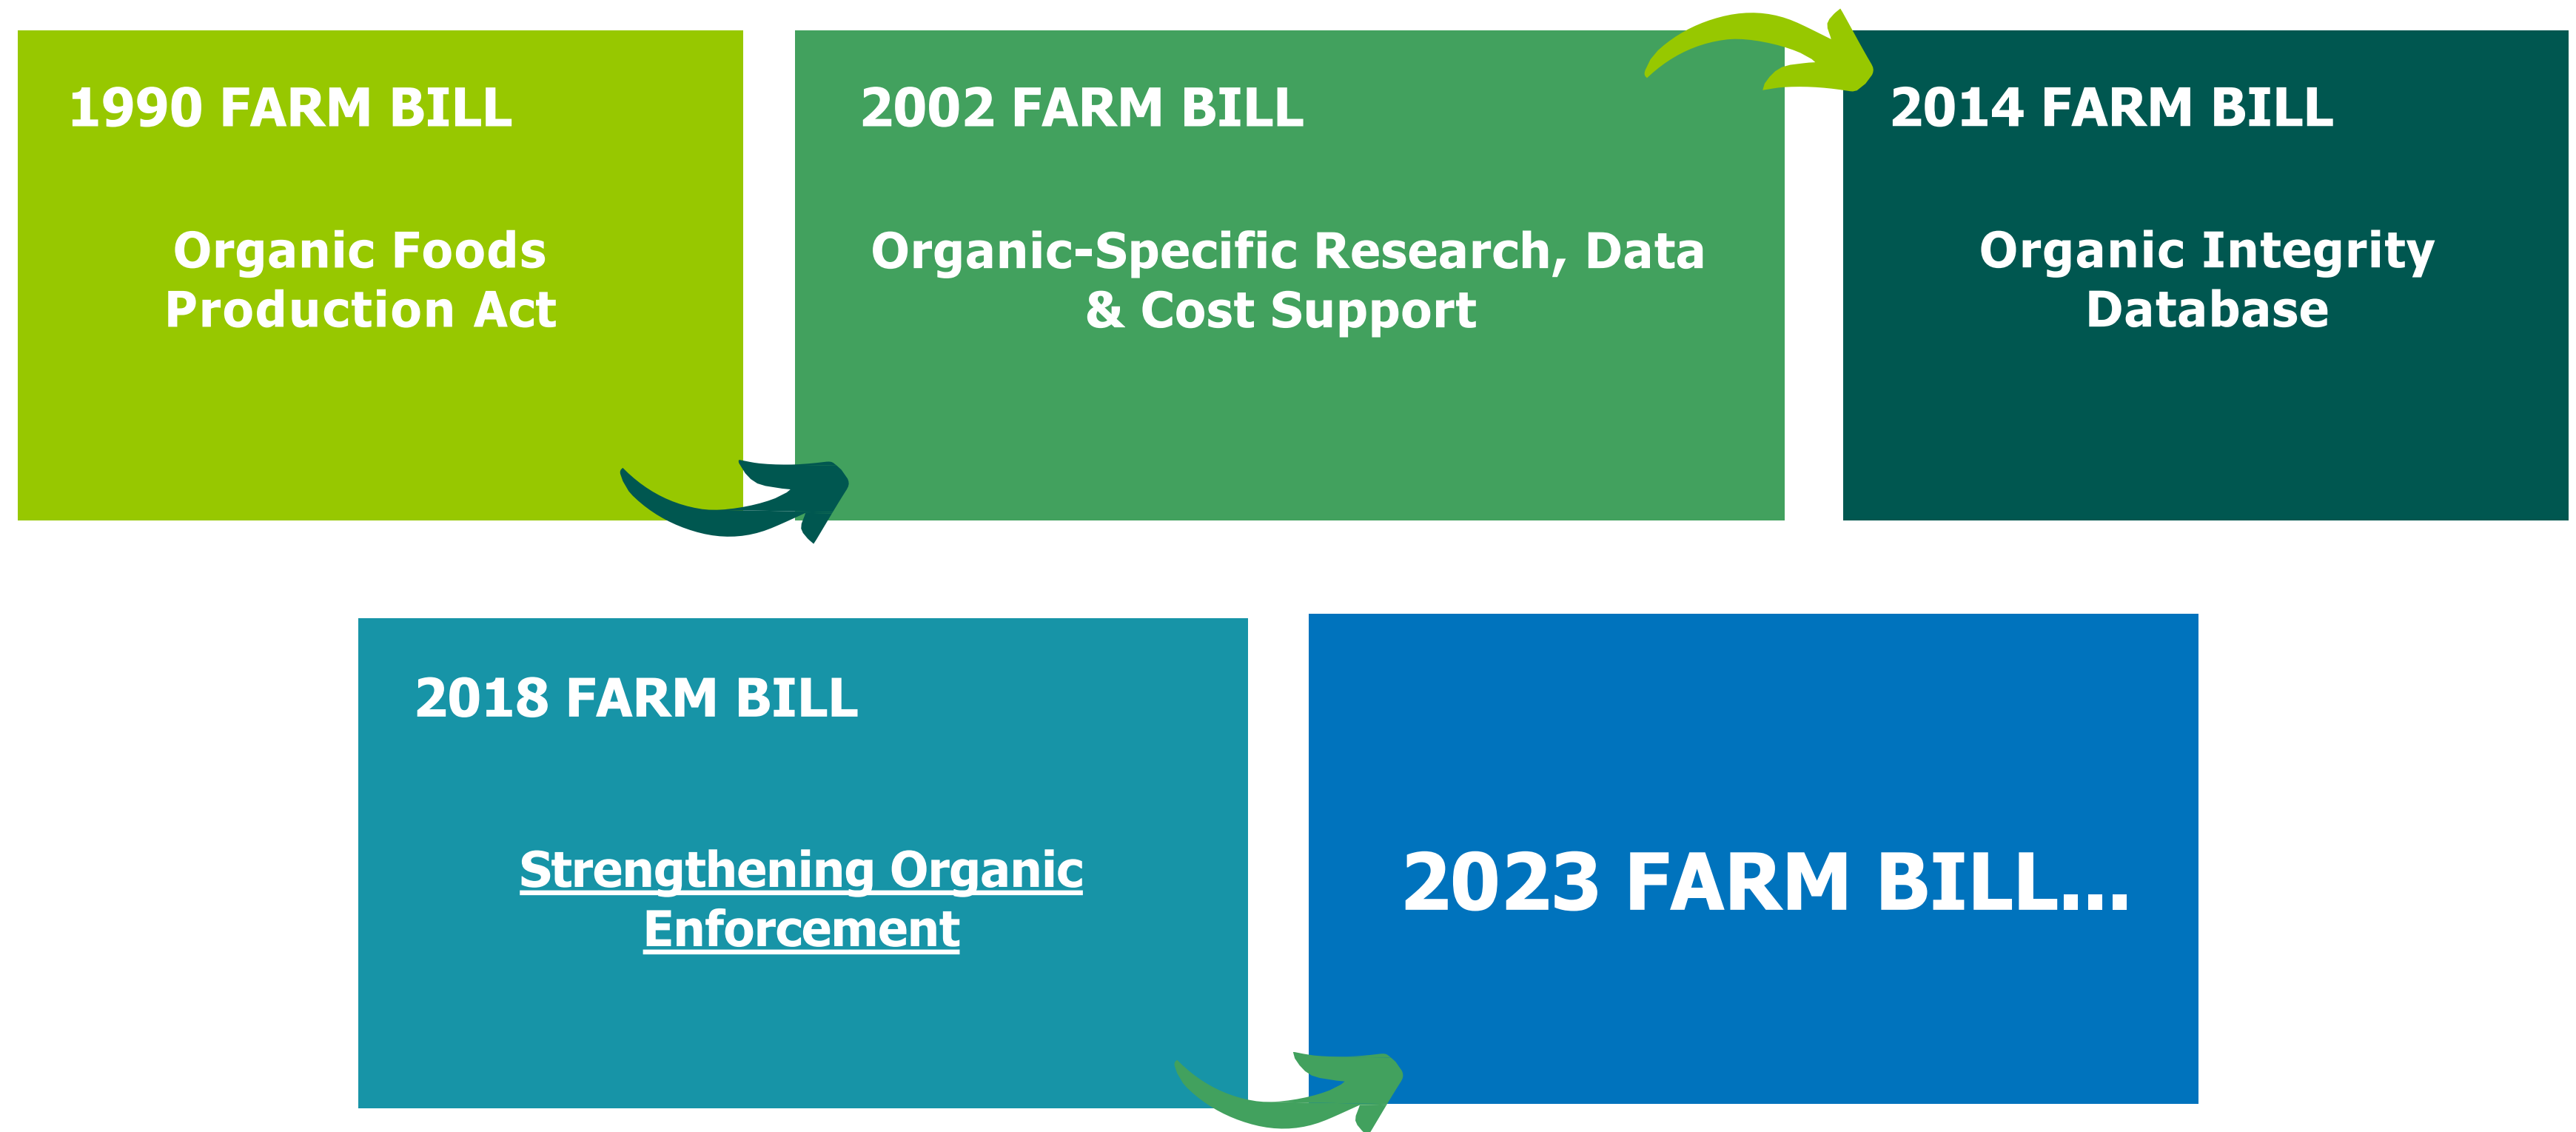 1990 FARM BILL
Organic Foods
Production Act
2002 FARM BILL
Organic-Specific Research, Data
& Cost Support
2014 FARM BILL
Organic Integrity
Database
2018 FARM BILL
Strengthening Organic
Enforcement
2023 FARM BILL...